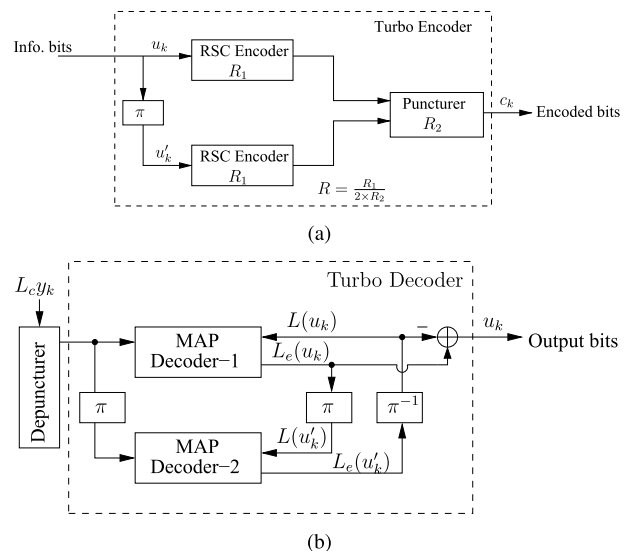 Turbo Encoder
Info. bits
u_k
RSC Encoder
R_1
π
Puncturer
R_2
c_k
Encoded bits
u'_k
RSC Encoder
R_1
R = R_1 / 2×R_2
(a)
Turbo Decoder
L_c y_k
Depuncturer
MAP
Decoder–1
L(u_k)
L_e(u_k)
–
u_k
Output bits
π
π
π^{-1}
MAP
Decoder–2
L(u'_k)
L_e(u'_k)
(b)